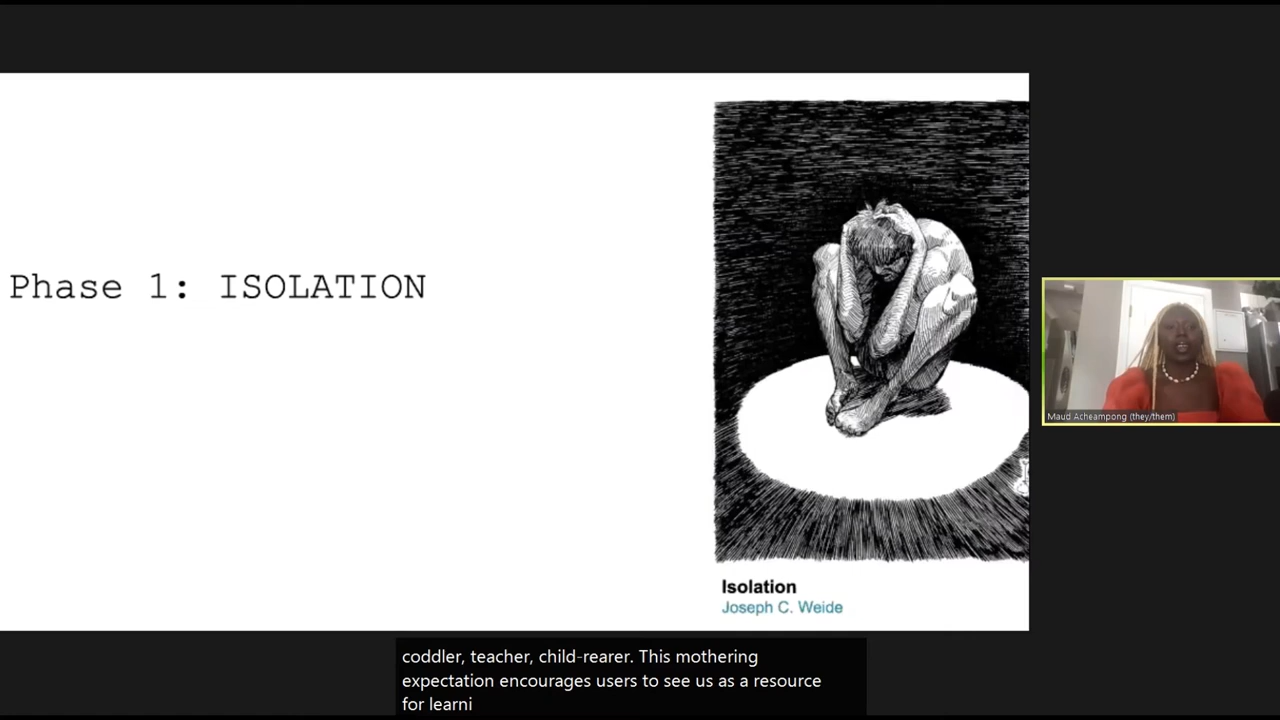 Phase 1: ISOLATION
Isolation
Joseph C. Weide
Maud Acheampong (they/them)
coddler, teacher, child-rearer. This mothering
expectation encourages users to see us as a resource
for learni